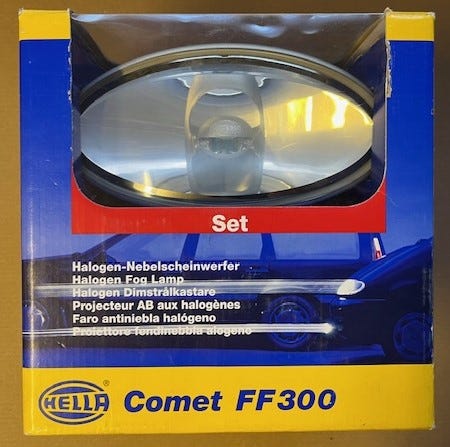 Set
Halogen-Nebelscheinwerfer
Halogen Fog Lamp
Halogen Dimstrålkastare
Projecteur AB aux halogènes
Faro antiniebla halógeno
Proiettore fendinebbia alogeno
HELLA® Comet FF300